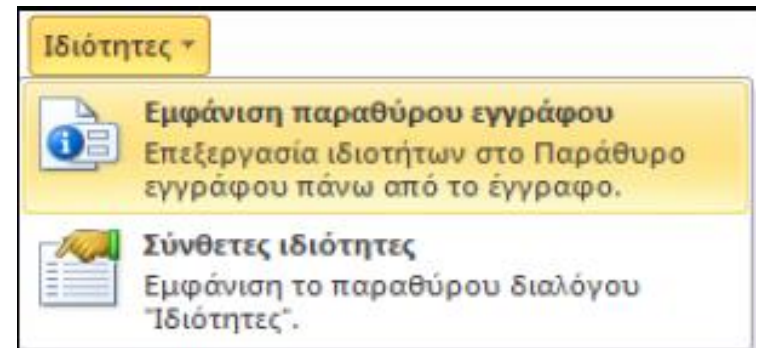 Ιδιότητες
Εμφάνιση παραθύρου εγγράφου
Επεξεργασία ιδιοτήτων στο Παράθυρο
εγγράφου πάνω από το έγγραφο.
Σύνθετες ιδιότητες
Εμφάνιση το παραθύρου διαλόγου
"Ιδιότητες".